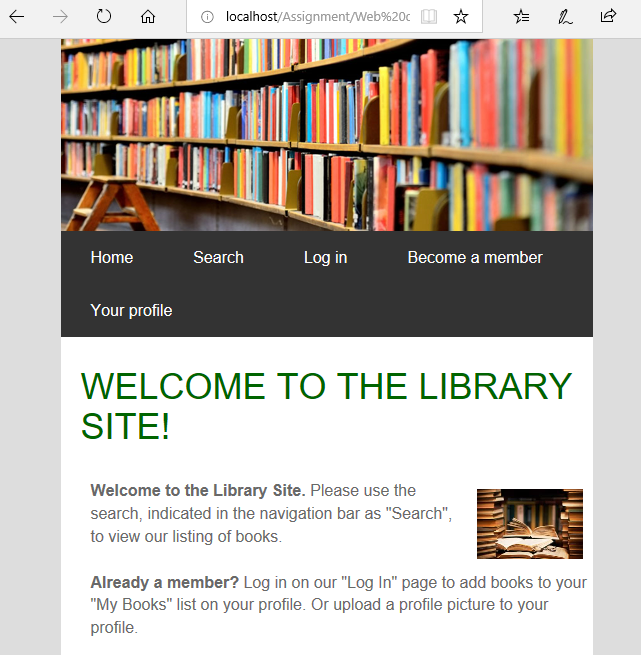 localhost/Assignment/Web%20c
Home Search Log in Become a member
Your profile
WELCOME TO THE LIBRARY
SITE!
Welcome to the Library Site. Please use the
search, indicated in the navigation bar as "Search",
to view our listing of books.
Already a member? Log in on our "Log In" page to add books to your
"My Books" list on your profile. Or upload a profile picture to your
profile.